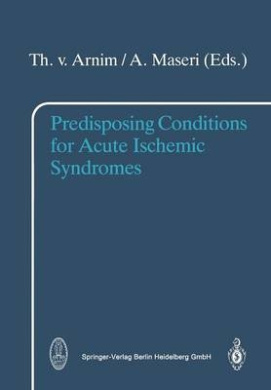 Th. v. Arnim / A. Maseri (Eds.)
Predisposing Conditions
for Acute Ischemic
Syndromes
Springer-Verlag Berlin Heidelberg GmbH